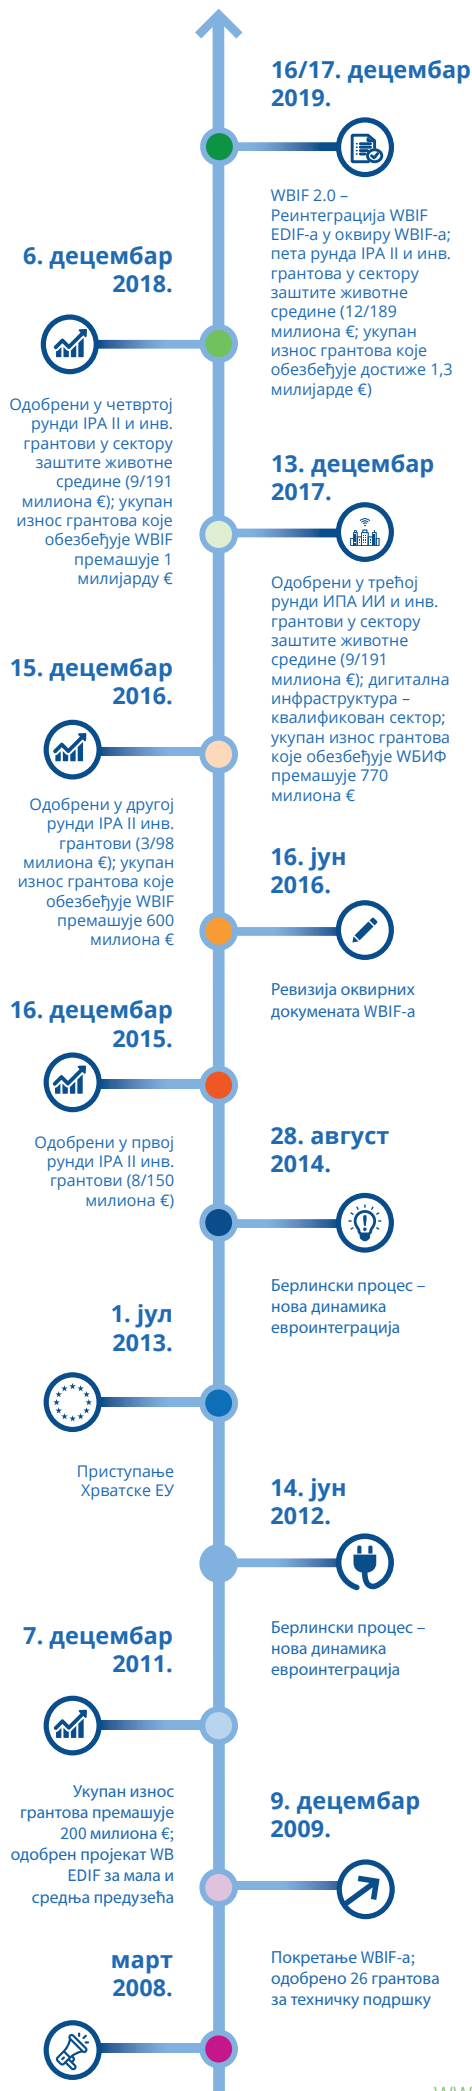 16/17. децембар
2019.
WBIF 2.0 –
Реинтеграција WBIF
EDIF-а у оквиру WBIF-а;
пета рунда IPA II и инв.
грантова у сектору
заштите животне
средине (12/189
милиона €; укупан
износ грантова које
обезбеђује достиже 1,3
милијарде €)
6. децембар
2018.
Одобрени у четвртој
рунди IPA II и инв.
грантови у сектору
заштите животне
средине (9/191
милиона €); укупан
износ грантова које
обезбеђује WBIF
премашује 1
милијарду €
13. децембар
2017.
Одобрени у трећој
рунди ИПА ИИ и инв.
грантови у сектору
заштите животне
средине (9/191
милиона €); дигитална
инфраструктура –
квалификован сектор;
укупан износ грантова
које обезбеђује WБИФ
премашује 770
милиона €
15. децембар
2016.
Одобрени у другој
рунди IPA II инв.
грантови (3/98
милиона €); укупан
износ грантова које
обезбеђује WBIF
премашује 600
милиона €
16. јун
2016.
Ревизија оквирних
докумената WBIF-а
16. децембар
2015.
Одобрени у првој
рунди IPA II инв.
грантови (8/150
милиона €)
28. август
2014.
Берлински процес –
нова динамика
евроинтеграција
1. јул
2013.
Приступање
Хрватске ЕУ
14. јун
2012.
Берлински процес –
нова динамика
евроинтеграција
7. децембар
2011.
Укупан износ
грантова премашује
200 милиона €;
одобрен пројекат WB
EDIF за мала и
средња предузећа
9. децембар
2009.
Покретање WBIF-а;
одобрено 26 грантова
за техничку подршку
март
2008.